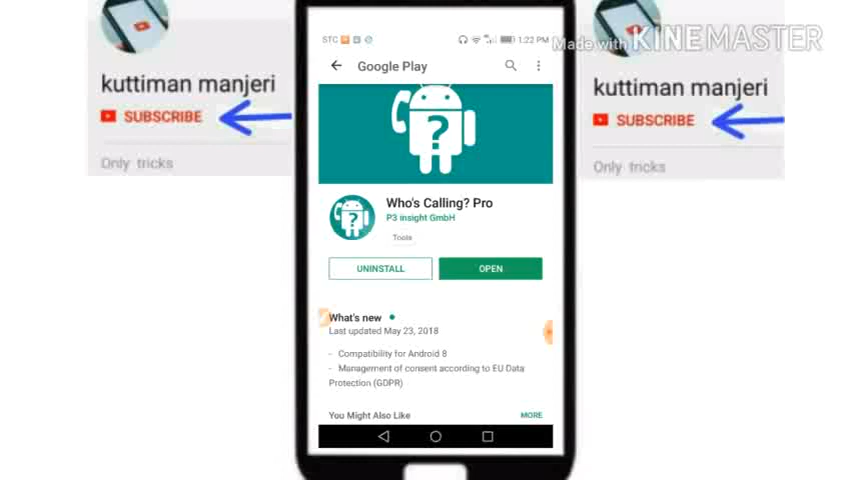 Made with KINEMASTER
kuttiman manjeri
SUBSCRIBE
Only tricks
STC
1:22 PM
Google Play
?
Who's Calling? Pro
P3 insight GmbH
Tools
UNINSTALL
OPEN
What's new
Last updated May 23, 2018
- Compatibility for Android 8
- Management of consent according to EU Data
Protection (GDPR)
You Might Also Like
MORE
kuttiman manjeri
SUBSCRIBE
Only tricks